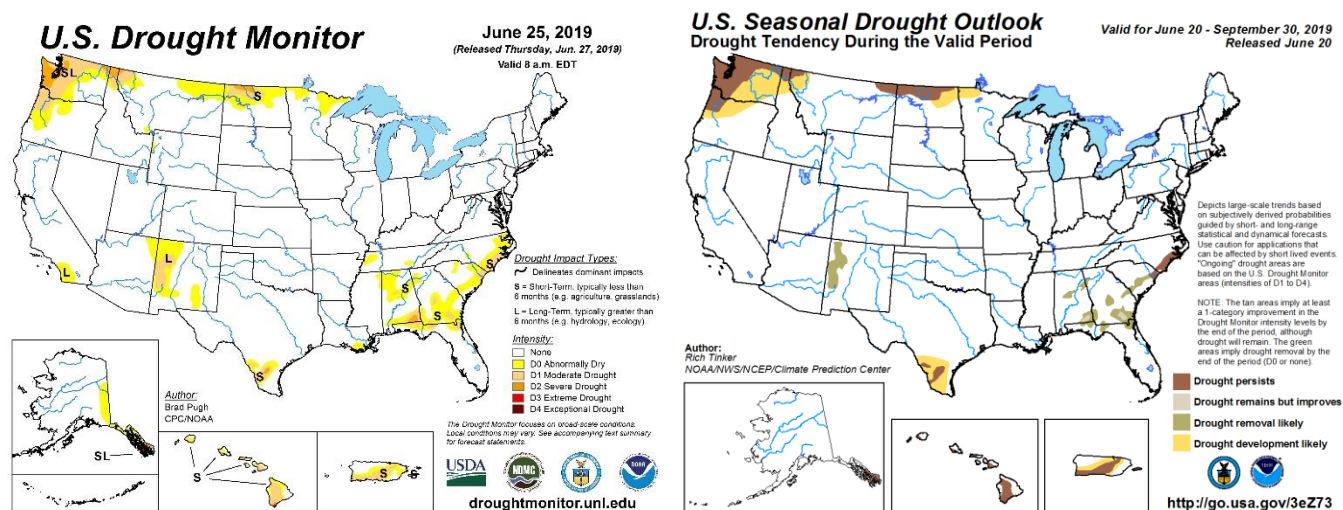 U.S. Drought Monitor
June 25, 2019
(Released Thursday, Jun. 27, 2019)
Valid 8 a.m. EDT
SL
S
L
L
S
S
S
S
Drought Impact Types:
Delineates dominant impacts
S = Short-Term, typically less than
6 months (e.g. agriculture, grasslands)
L = Long-Term, typically greater than
6 months (e.g. hydrology, ecology)
Intensity:
None
D0 Abnormally Dry
D1 Moderate Drought
D2 Severe Drought
D3 Extreme Drought
D4 Exceptional Drought
Author:
Brad Pugh
CPC/NOAA
The Drought Monitor focuses on broad-scale conditions.
Local conditions may vary. See accompanying text summary
for forecast statements.
SL
S
S
S
USDA
NDMC
NOAA
droughtmonitor.unl.edu
U.S. Seasonal Drought Outlook
Drought Tendency During the Valid Period
Valid for June 20 - September 30, 2019
Released June 20
Depicts large-scale trends based
on subjectively derived probabilities
guided by short- and long-range
statistical and dynamical forecasts.
Use caution for applications that
can be affected by short lived events.
"Ongoing" drought areas are
based on the U.S. Drought Monitor
areas (intensities of D1 to D4).
NOTE: The tan areas imply at least
a 1-category improvement in the
Drought Monitor intensity levels by
the end of the period, although
drought will remain. The green
areas imply drought removal by the
end of the period (D0 or none).
Author:
Rich Tinker
NOAA/NWS/NCEP/Climate Prediction Center
Drought persists
Drought remains but improves
Drought removal likely
Drought development likely
NOAA
http://go.usa.gov/3eZ73